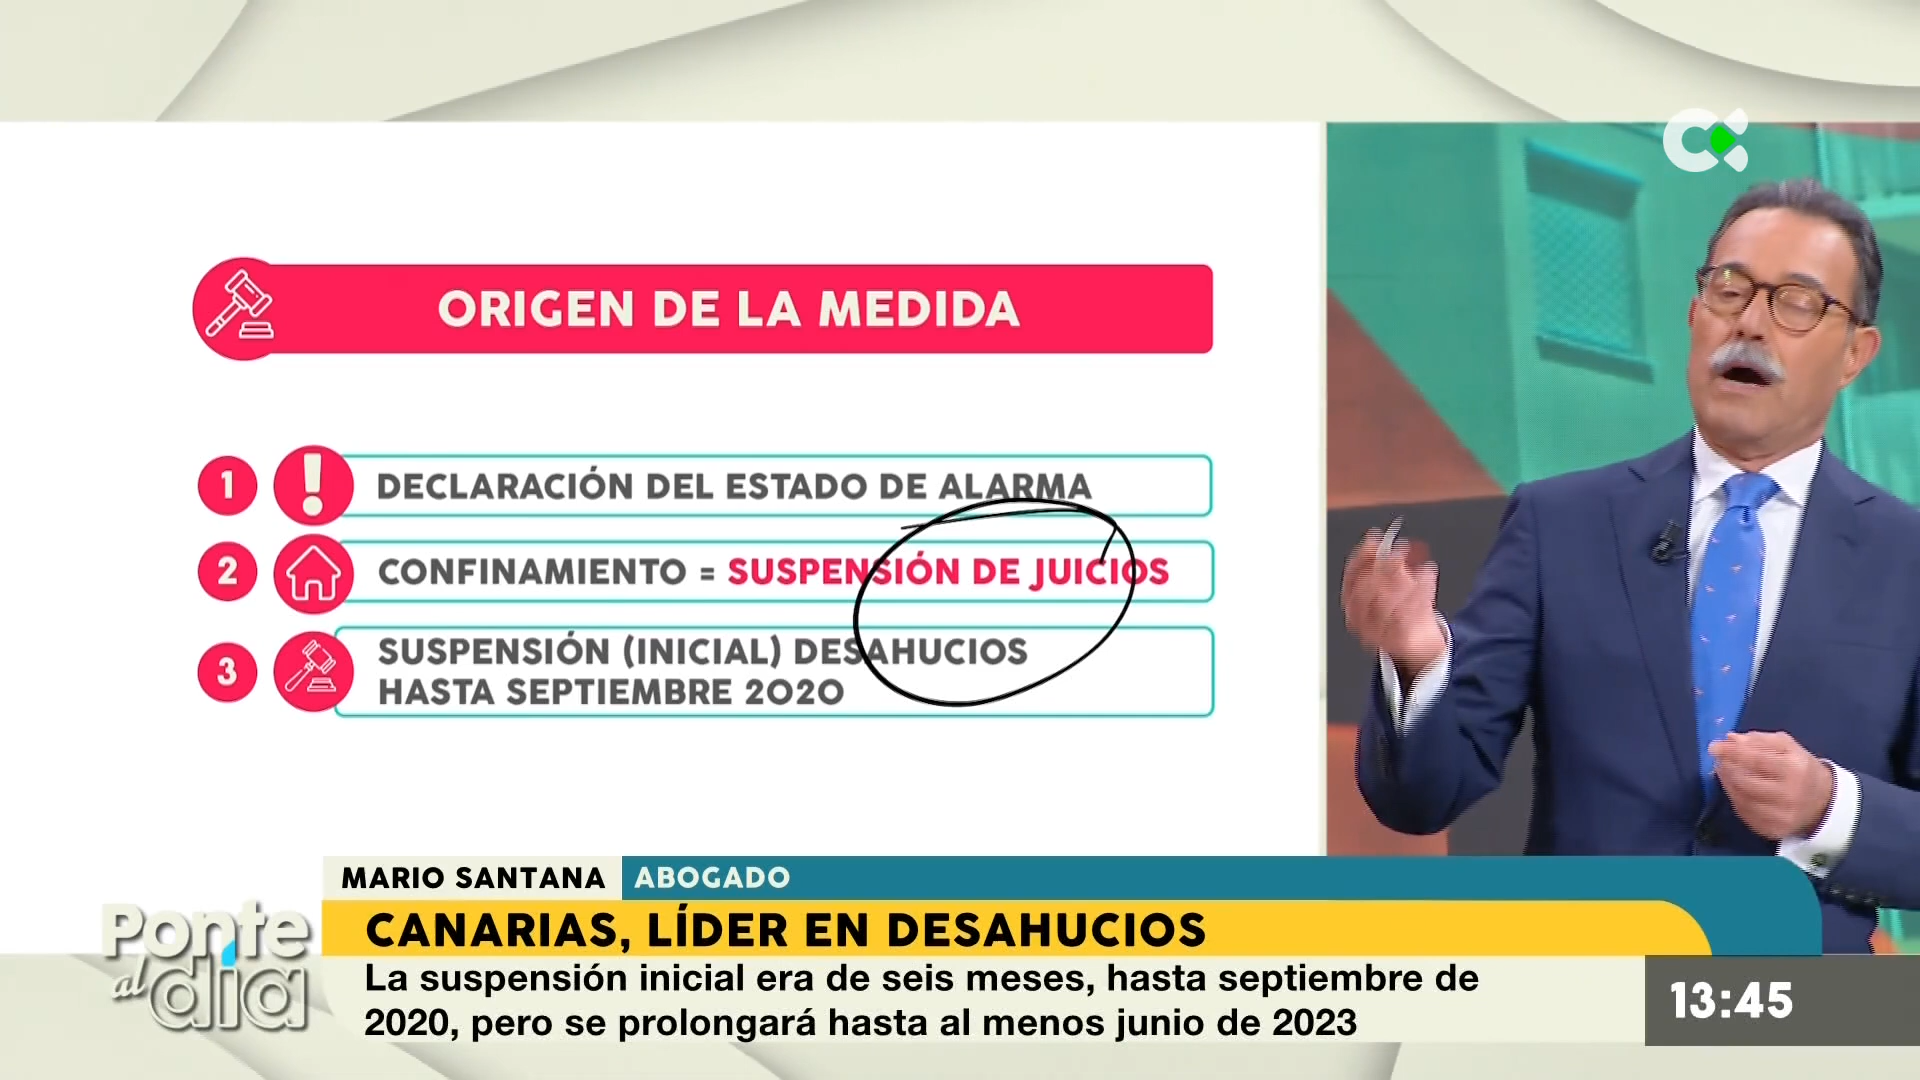 ORIGEN DE LA MEDIDA
1 ! DECLARACIÓN DEL ESTADO DE ALARMA
2 CONFINAMIENTO = SUSPENSIÓN DE JUICIOS
3 SUSPENSIÓN (INICIAL) DESAHUCIOS
HASTA SEPTIEMBRE 2020
MARIO SANTANA ABOGADO
CANARIAS, LÍDER EN DESAHUCIOS
Ponte
al día
La suspensión inicial era de seis meses, hasta septiembre de
2020, pero se prolongará hasta al menos junio de 2023
13:45